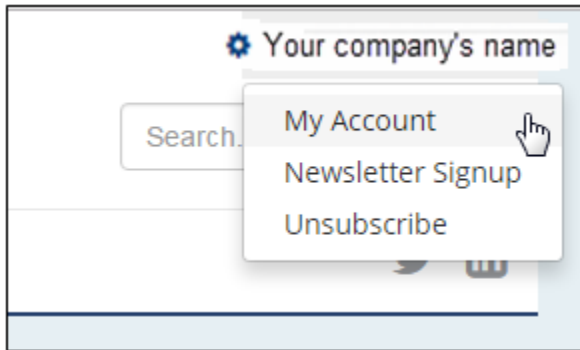 Your company's name
Search.
My Account
Newsletter Signup
Unsubscribe